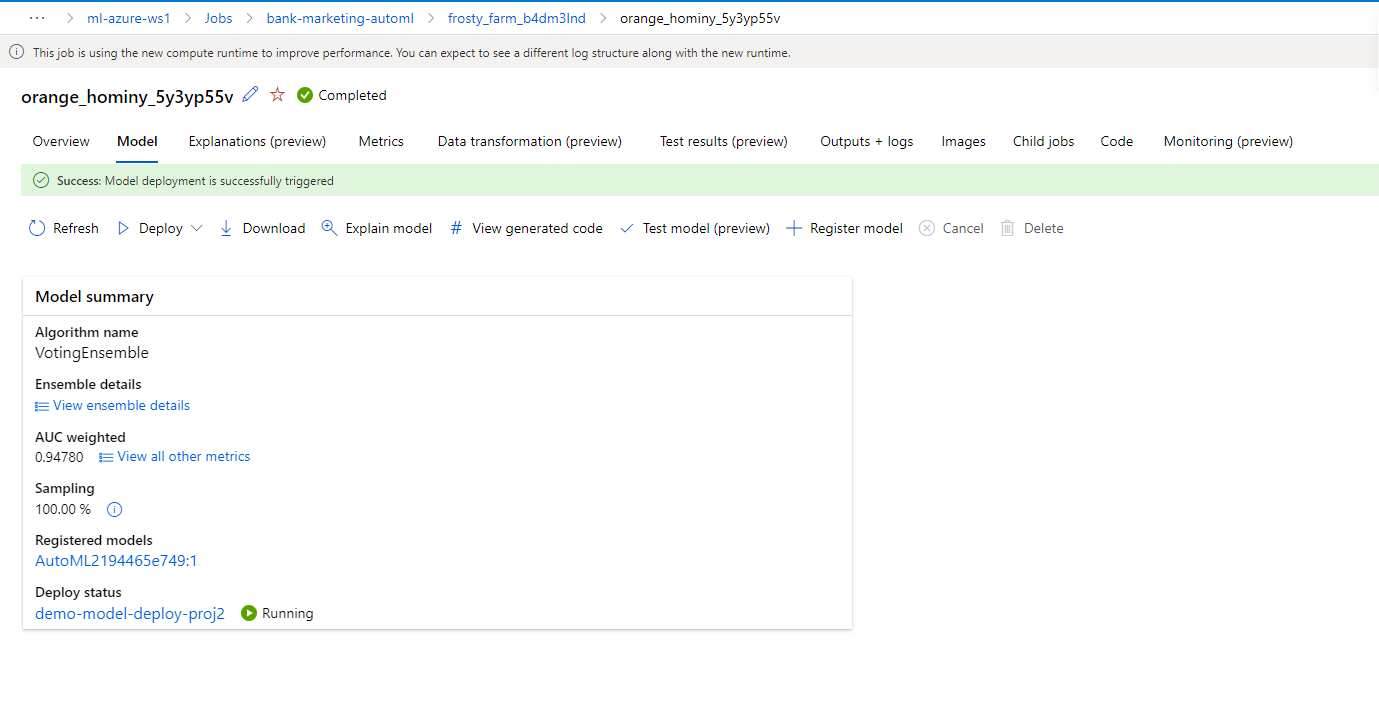 ··· > ml-azure-ws1 > Jobs > bank-marketing-automl > frosty_farm_b4dm3lnd > orange_hominy_5y3yp55v
This job is using the new compute runtime to improve performance. You can expect to see a different log structure along with the new runtime.
orange_hominy_5y3yp55v Completed
Overview Model Explanations (preview) Metrics Data transformation (preview) Test results (preview) Outputs + logs Images Child jobs Code Monitoring (preview)
Success: Model deployment is successfully triggered
Refresh Deploy Download Explain model # View generated code Test model (preview) Register model Cancel Delete
Model summary
Algorithm name
VotingEnsemble
Ensemble details
View ensemble details
AUC weighted
0.94780 View all other metrics
Sampling
100.00 %
Registered models
AutoML2194465e749:1
Deploy status
demo-model-deploy-proj2 Running